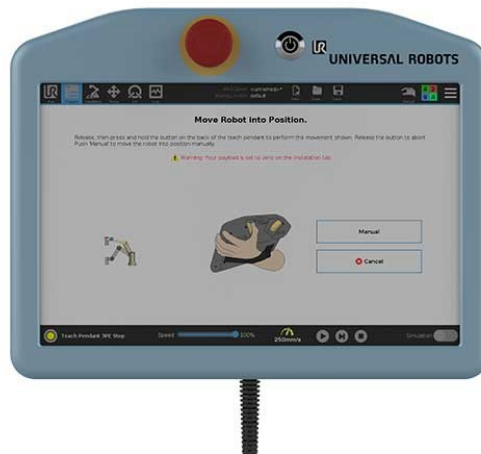 UNIVERSAL ROBOTS
Move Robot into Position.
Release, then press and hold the button on the back of the teach pendant to perform the movement shown. Release the button to abort
Push 'Manual' to move the robot into position manually.
Warning: Your payload is set to zero on the Installation tab
Manual
Cancel
Teach Pendant 3PE Stop
Speed
100%
250mm/s
Simulation